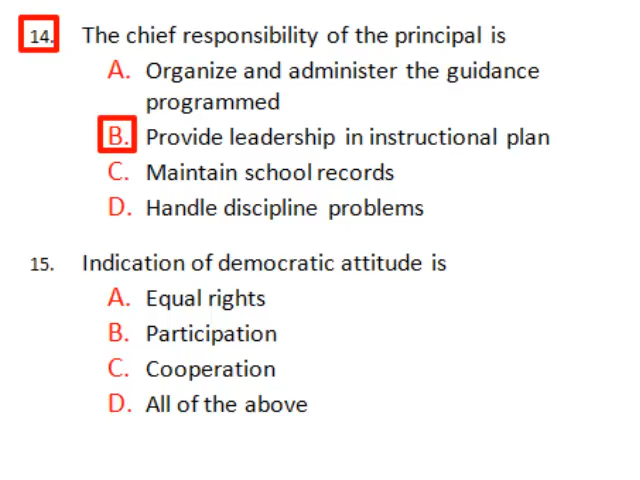 14. The chief responsibility of the principal is
A. Organize and administer the guidance
programmed
B. Provide leadership in instructional plan
C. Maintain school records
D. Handle discipline problems
15. Indication of democratic attitude is
A. Equal rights
B. Participation
C. Cooperation
D. All of the above